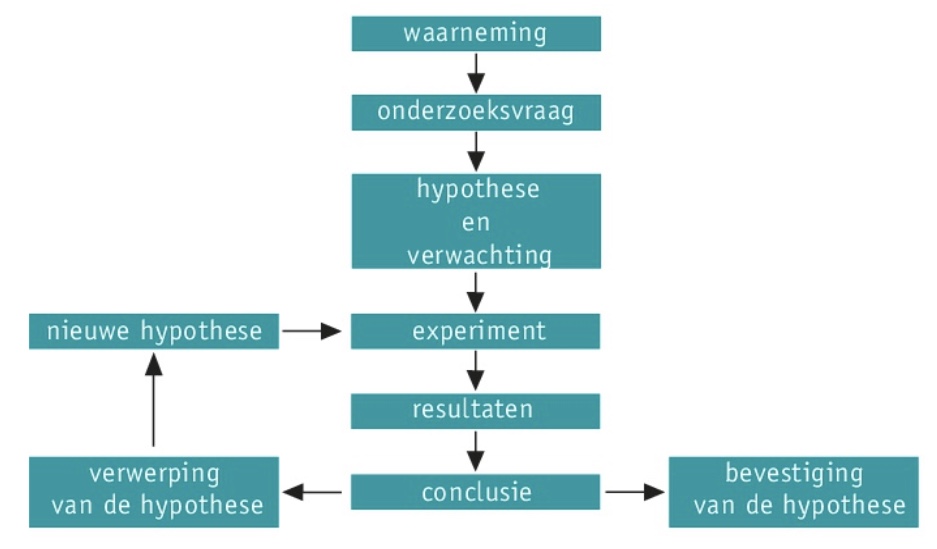 waarneming
onderzoeksvraag
hypothese
en
verwachting
nieuwe hypothese
experiment
resultaten
verwerping
van de hypothese
conclusie
bevestiging
van de hypothese